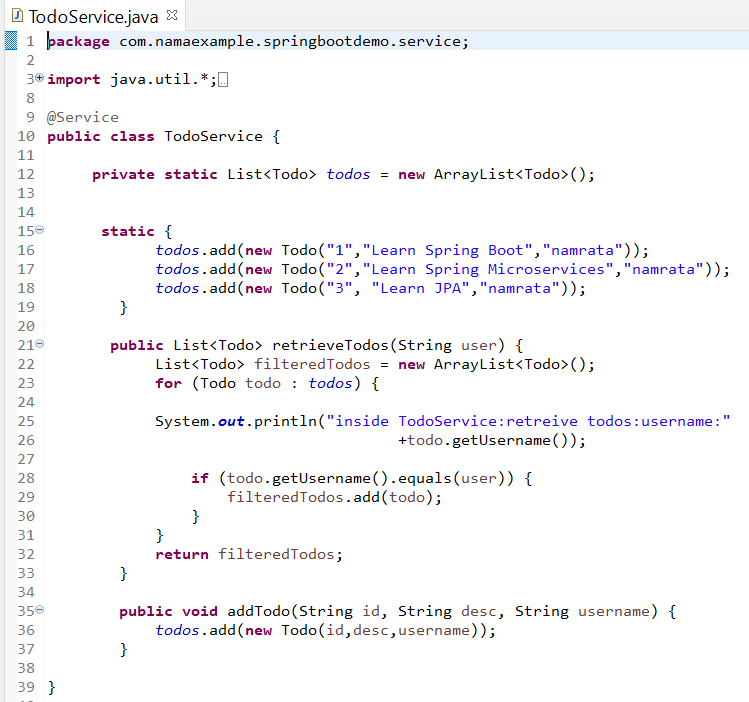 TodoService.java
1 package com.namaexample.springbootdemo.service;
2
3 import java.util.*;
8
9 @Service
10 public class TodoService {
11
12 private static List<Todo> todos = new ArrayList<Todo>();
13
14
15 static {
16 todos.add(new Todo("1","Learn Spring Boot","namrata"));
17 todos.add(new Todo("2","Learn Spring Microservices","namrata"));
18 todos.add(new Todo("3", "Learn JPA","namrata"));
19 }
20
21 public List<Todo> retrieveTodos(String user) {
22 List<Todo> filteredTodos = new ArrayList<Todo>();
23 for (Todo todo : todos) {
24
25 System.out.println("inside TodoService:retreive todos:username:"
26 +todo.getUsername());
27
28 if (todo.getUsername().equals(user)) {
29 filteredTodos.add(todo);
30 }
31 }
32 return filteredTodos;
33 }
34
35 public void addTodo(String id, String desc, String username) {
36 todos.add(new Todo(id,desc,username));
37 }
38
39 }